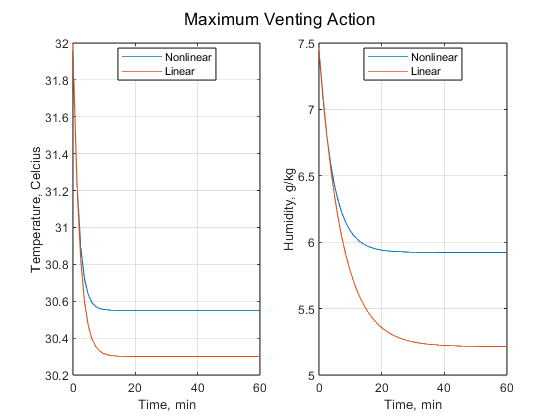 Maximum Venting Action
Nonlinear
Linear
Temperature, Celcius
32
31.8
31.6
31.4
31.2
31
30.8
30.6
30.4
30.2
0
20
40
60
Time, min
Nonlinear
Linear
Humidity, g/kg
7.5
7
6.5
6
5.5
5
0
20
40
60
Time, min